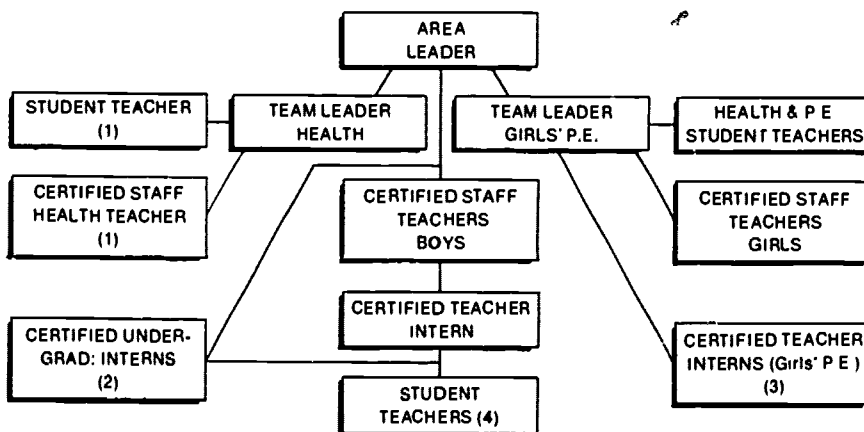 AREA
LEADER
STUDENT TEACHER
(1)
TEAM LEADER
HEALTH
TEAM LEADER
GIRLS' P.E.
HEALTH & P E
STUDENT TEACHERS
CERTIFIED STAFF
HEALTH TEACHER
(1)
CERTIFIED STAFF
TEACHERS
BOYS
CERTIFIED STAFF
TEACHERS
GIRLS
CERTIFIED UNDER-
GRAD: INTERNS
(2)
CERTIFIED TEACHER
INTERN
CERTIFIED TEACHER
INTERNS (Girls' P E)
(3)
STUDENT
TEACHERS (4)